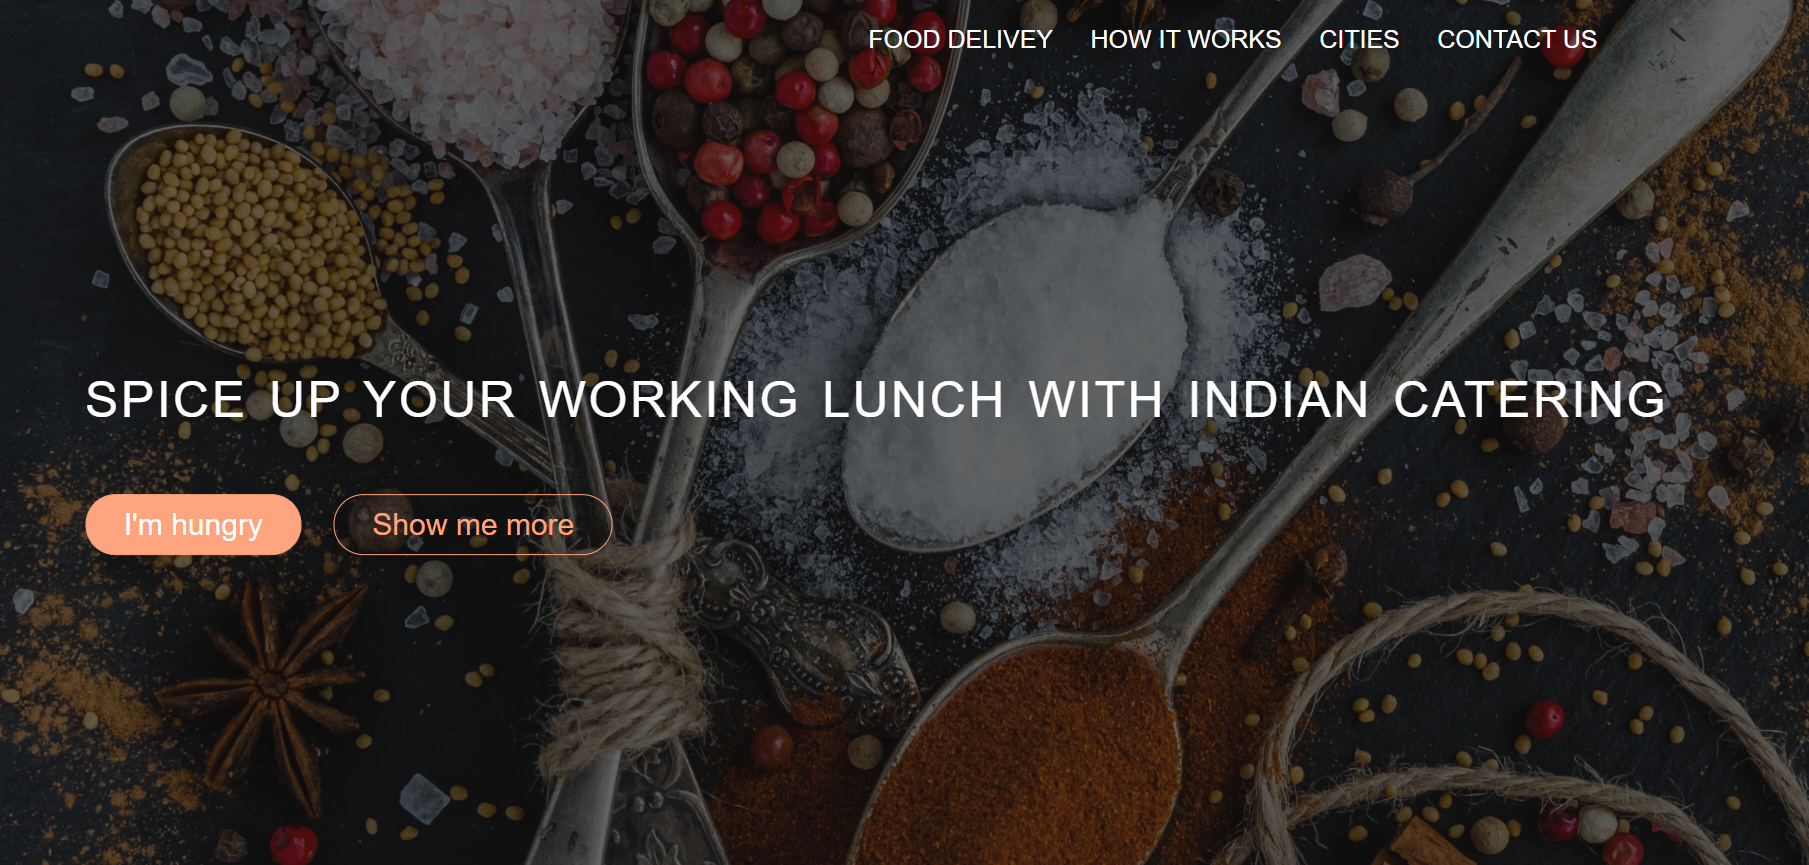 FOOD DELIVEY HOW IT WORKS CITIES CONTACT US
SPICE UP YOUR WORKING LUNCH WITH INDIAN CATERING
I'm hungry Show me more